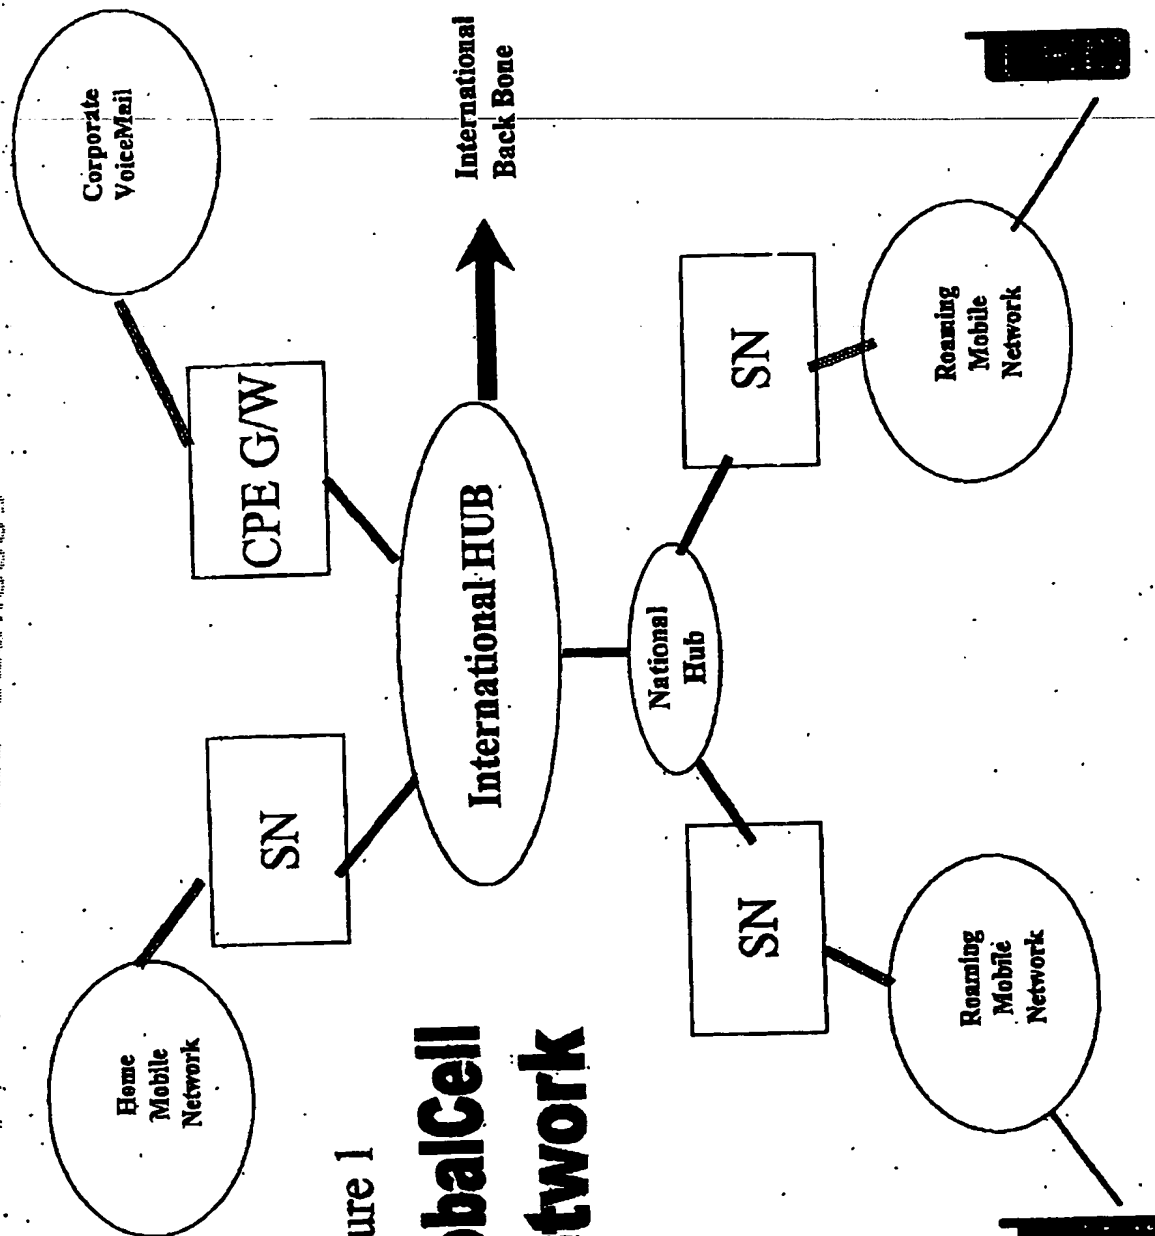 Home
Mobile
Network
Corporate
VoiceMail
SN
CPE G/W
ure 1
obalCell
twork
International HUB
International
Back Bone
National
Hub
SN
SN
Roaming
Mobile
Network
Roaming
Mobile
Network